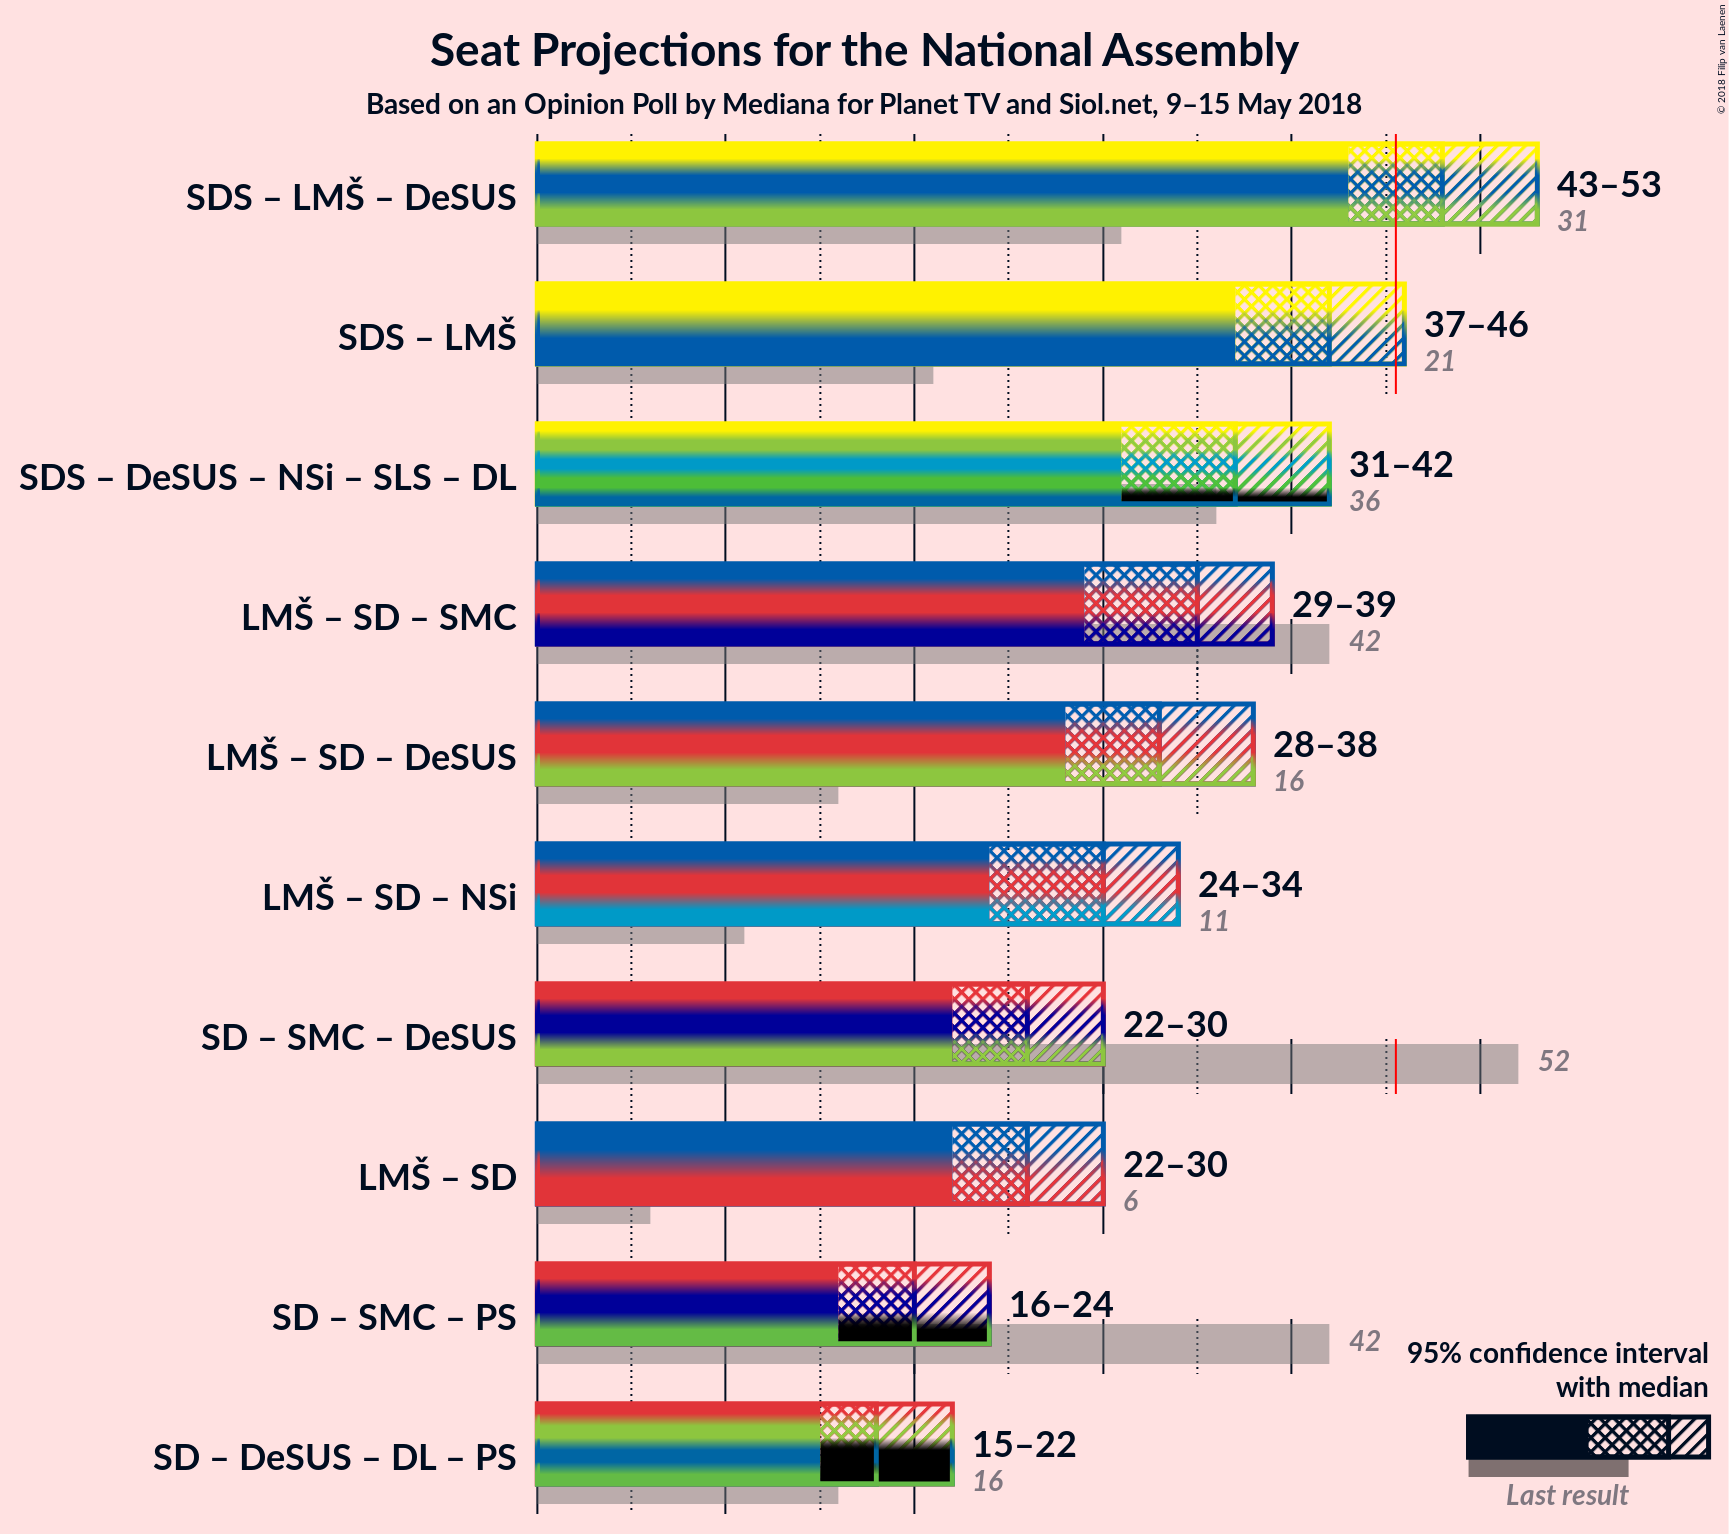 Seat Projections for the National Assembly
Based on an Opinion Poll by Mediana for Planet TV and Siol.net, 9–15 May 2018
© 2018 Filip van Laenen
SDS – LMŠ – DeSUS
43–53
31
SDS – LMŠ
37–46
21
SDS – DeSUS – NSi – SLS – DL
31–42
36
LMŠ – SD – SMC
29–39
42
LMŠ – SD – DeSUS
28–38
16
LMŠ – SD – NSi
24–34
11
SD – SMC – DeSUS
22–30
52
LMŠ – SD
22–30
6
SD – SMC – PS
16–24
42
SD – DeSUS – DL – PS
15–22
16
95% confidence interval
with median
Last result